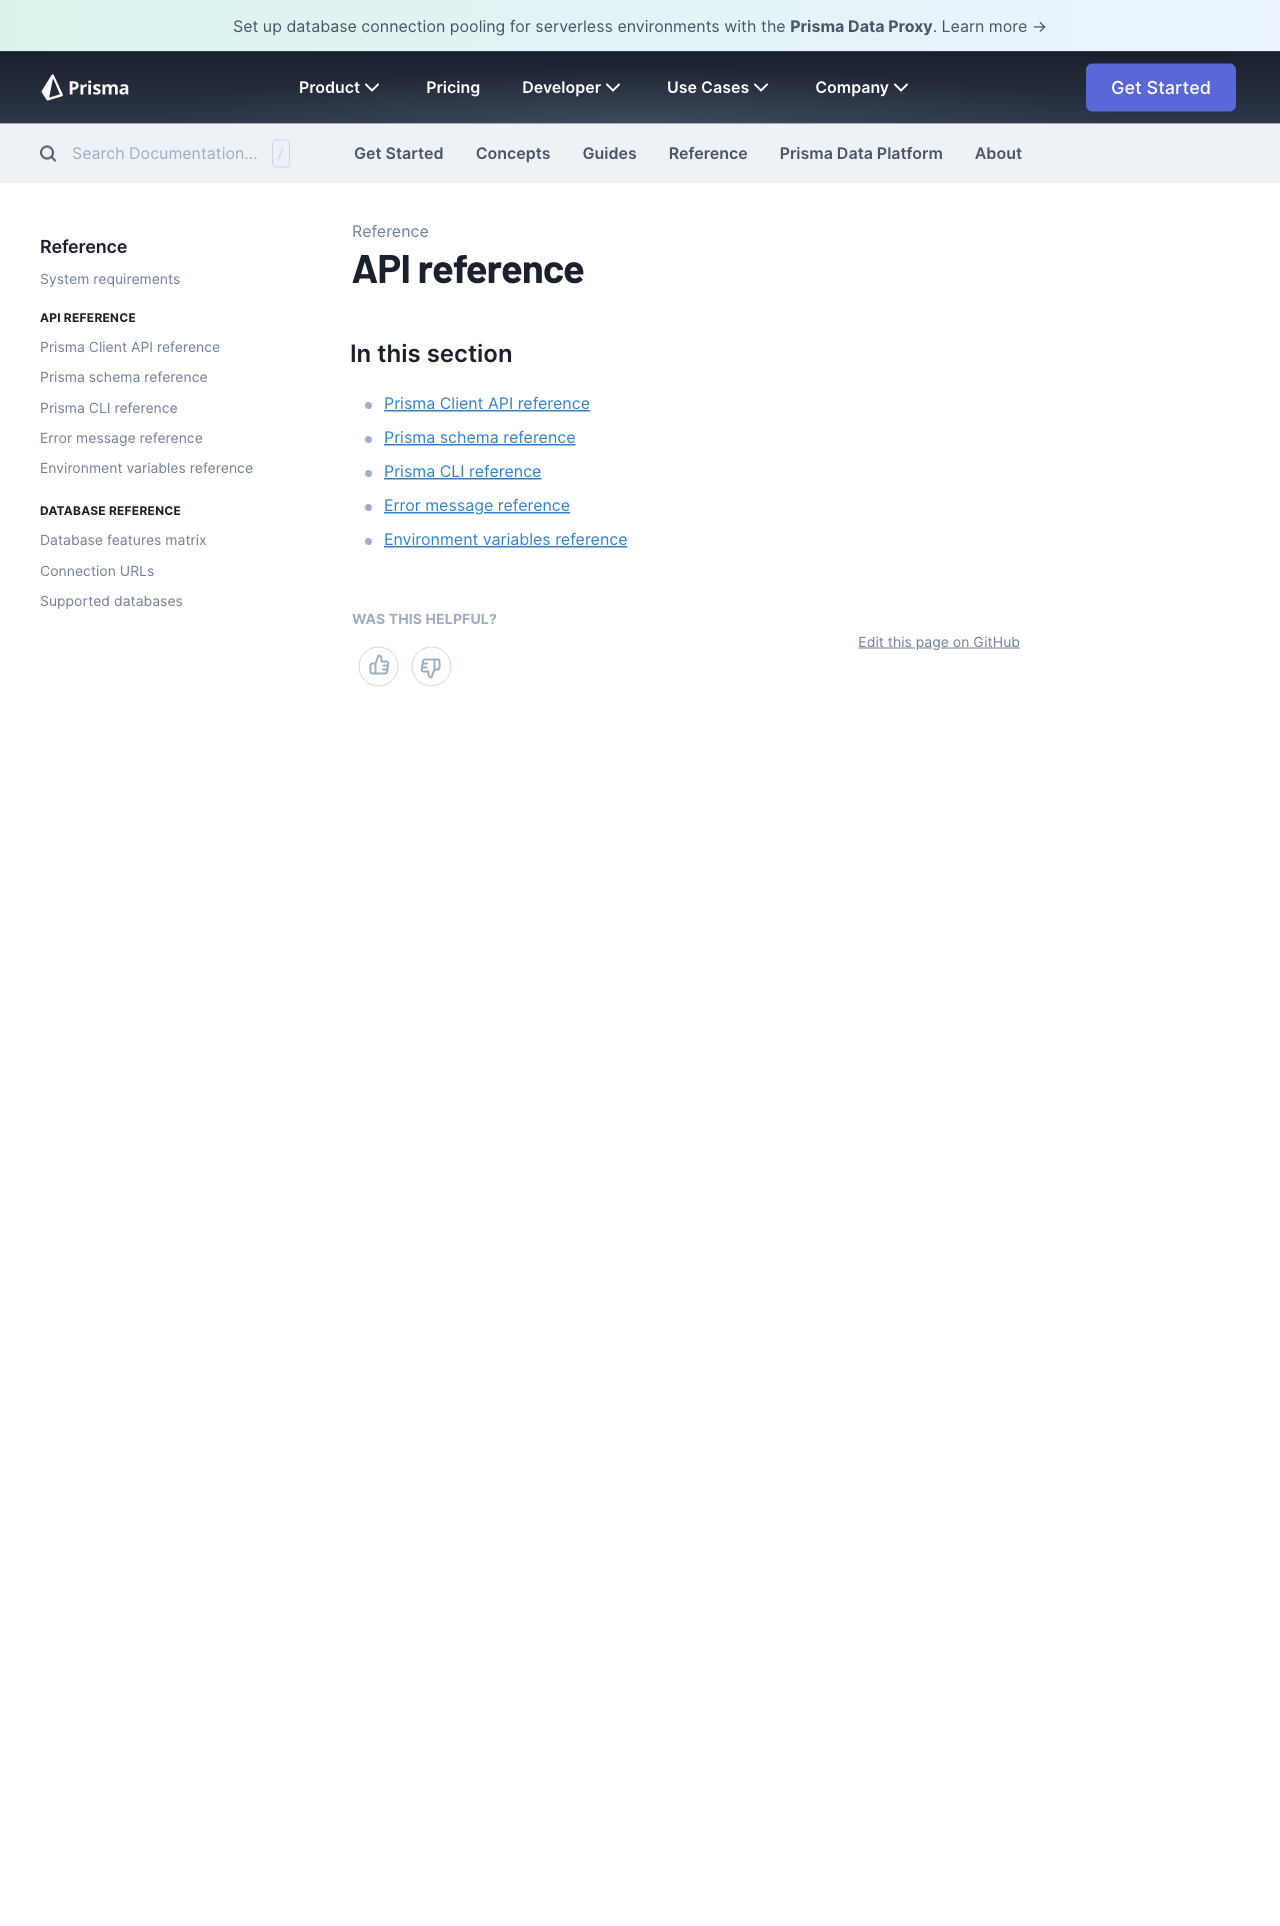 Set up database connection pooling for serverless environments with the Prisma Data Proxy. Learn more →
Prisma Product Pricing Developer Use Cases Company Get Started
Search Documentation... / Get Started Concepts Guides Reference Prisma Data Platform About
Reference
System requirements
API REFERENCE
Prisma Client API reference
Prisma schema reference
Prisma CLI reference
Error message reference
Environment variables reference
DATABASE REFERENCE
Database features matrix
Connection URLs
Supported databases
Reference
API reference
In this section
Prisma Client API reference
Prisma schema reference
Prisma CLI reference
Error message reference
Environment variables reference
WAS THIS HELPFUL?
Edit this page on GitHub